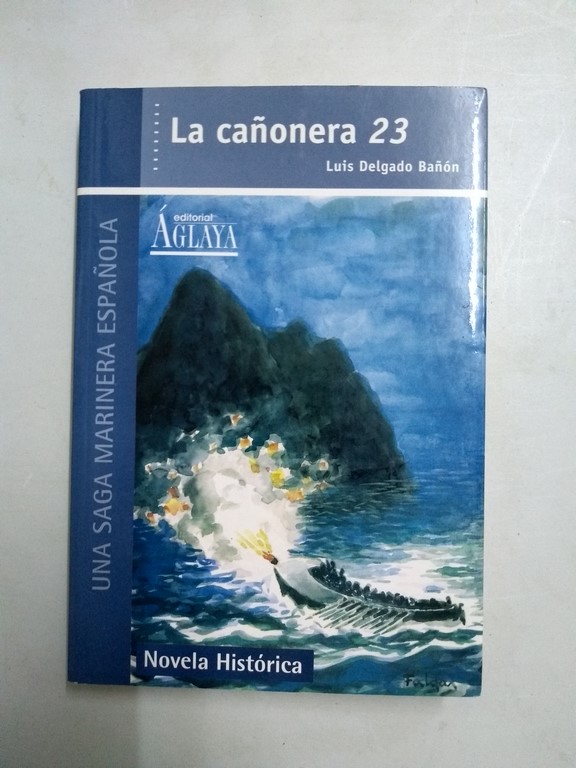 La cañonera 23
Luis Delgado Bañón
editorial
ÁGLAYA
UNA SAGA MARINERA ESPAÑOLA
Novela Histórica